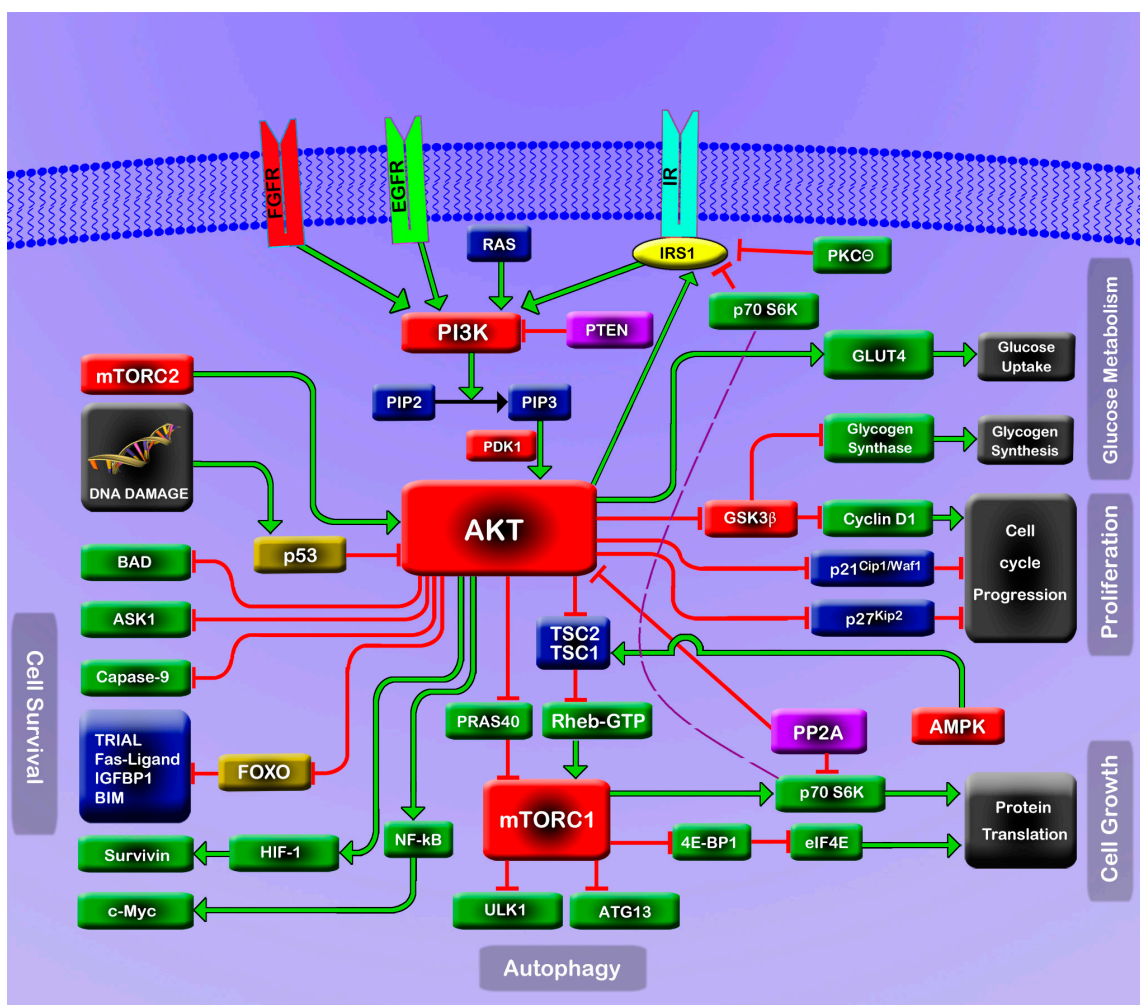 FGFR
EGFR
IR
RAS
IRS1
PKCΘ
p70 S6K
PI3K
PTEN
GLUT4
Glucose
Uptake
mTORC2
PIP2
PIP3
PDK1
Glycogen
Synthase
Glycogen
Synthesis
Glucose Metabolism
DNA DAMAGE
AKT
GSK3β
Cyclin D1
Cell
cycle
Progression
p53
BAD
p21Cip1/Waf1
p27Kip2
Proliferation
ASK1
TSC2
TSC1
Capase-9
PRAS40
Rheb-GTP
PP2A
AMPK
Cell Survival
TRIAL
Fas-Ligand
IGFBP1
BIM
FOXO
mTORC1
p70 S6K
Protein
Translation
Cell Growth
Survivin
HIF-1
NF-kB
4E-BP1
eIF4E
c-Myc
ULK1
ATG13
Autophagy